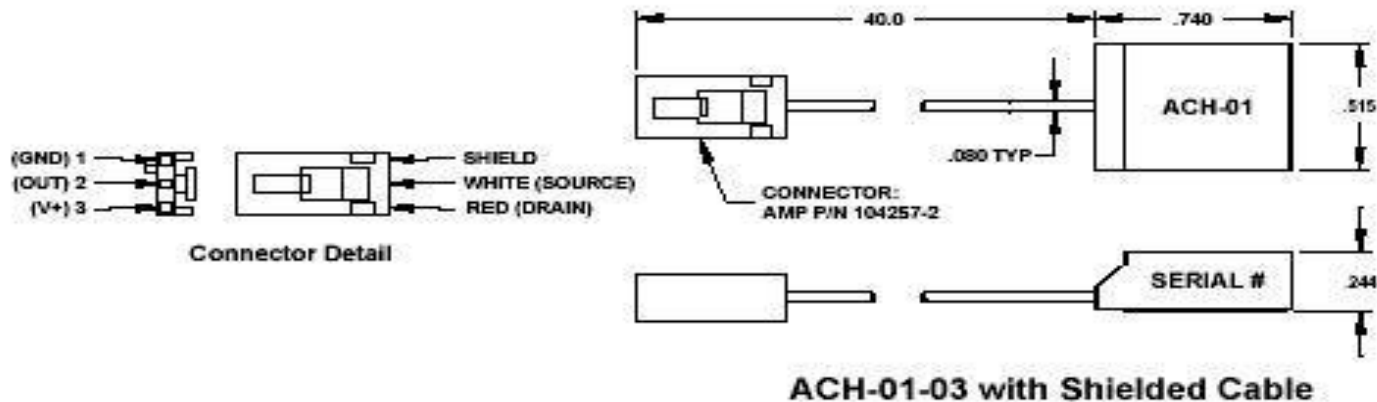 40.0
.740
ACH-01
.515
.080 TYP
CONNECTOR:
AMP P/N 104257-2
(GND) 1
(OUT) 2
(V+) 3
SHIELD
WHITE (SOURCE)
RED (DRAIN)
Connector Detail
SERIAL #
.244
ACH-01-03 with Shielded Cable